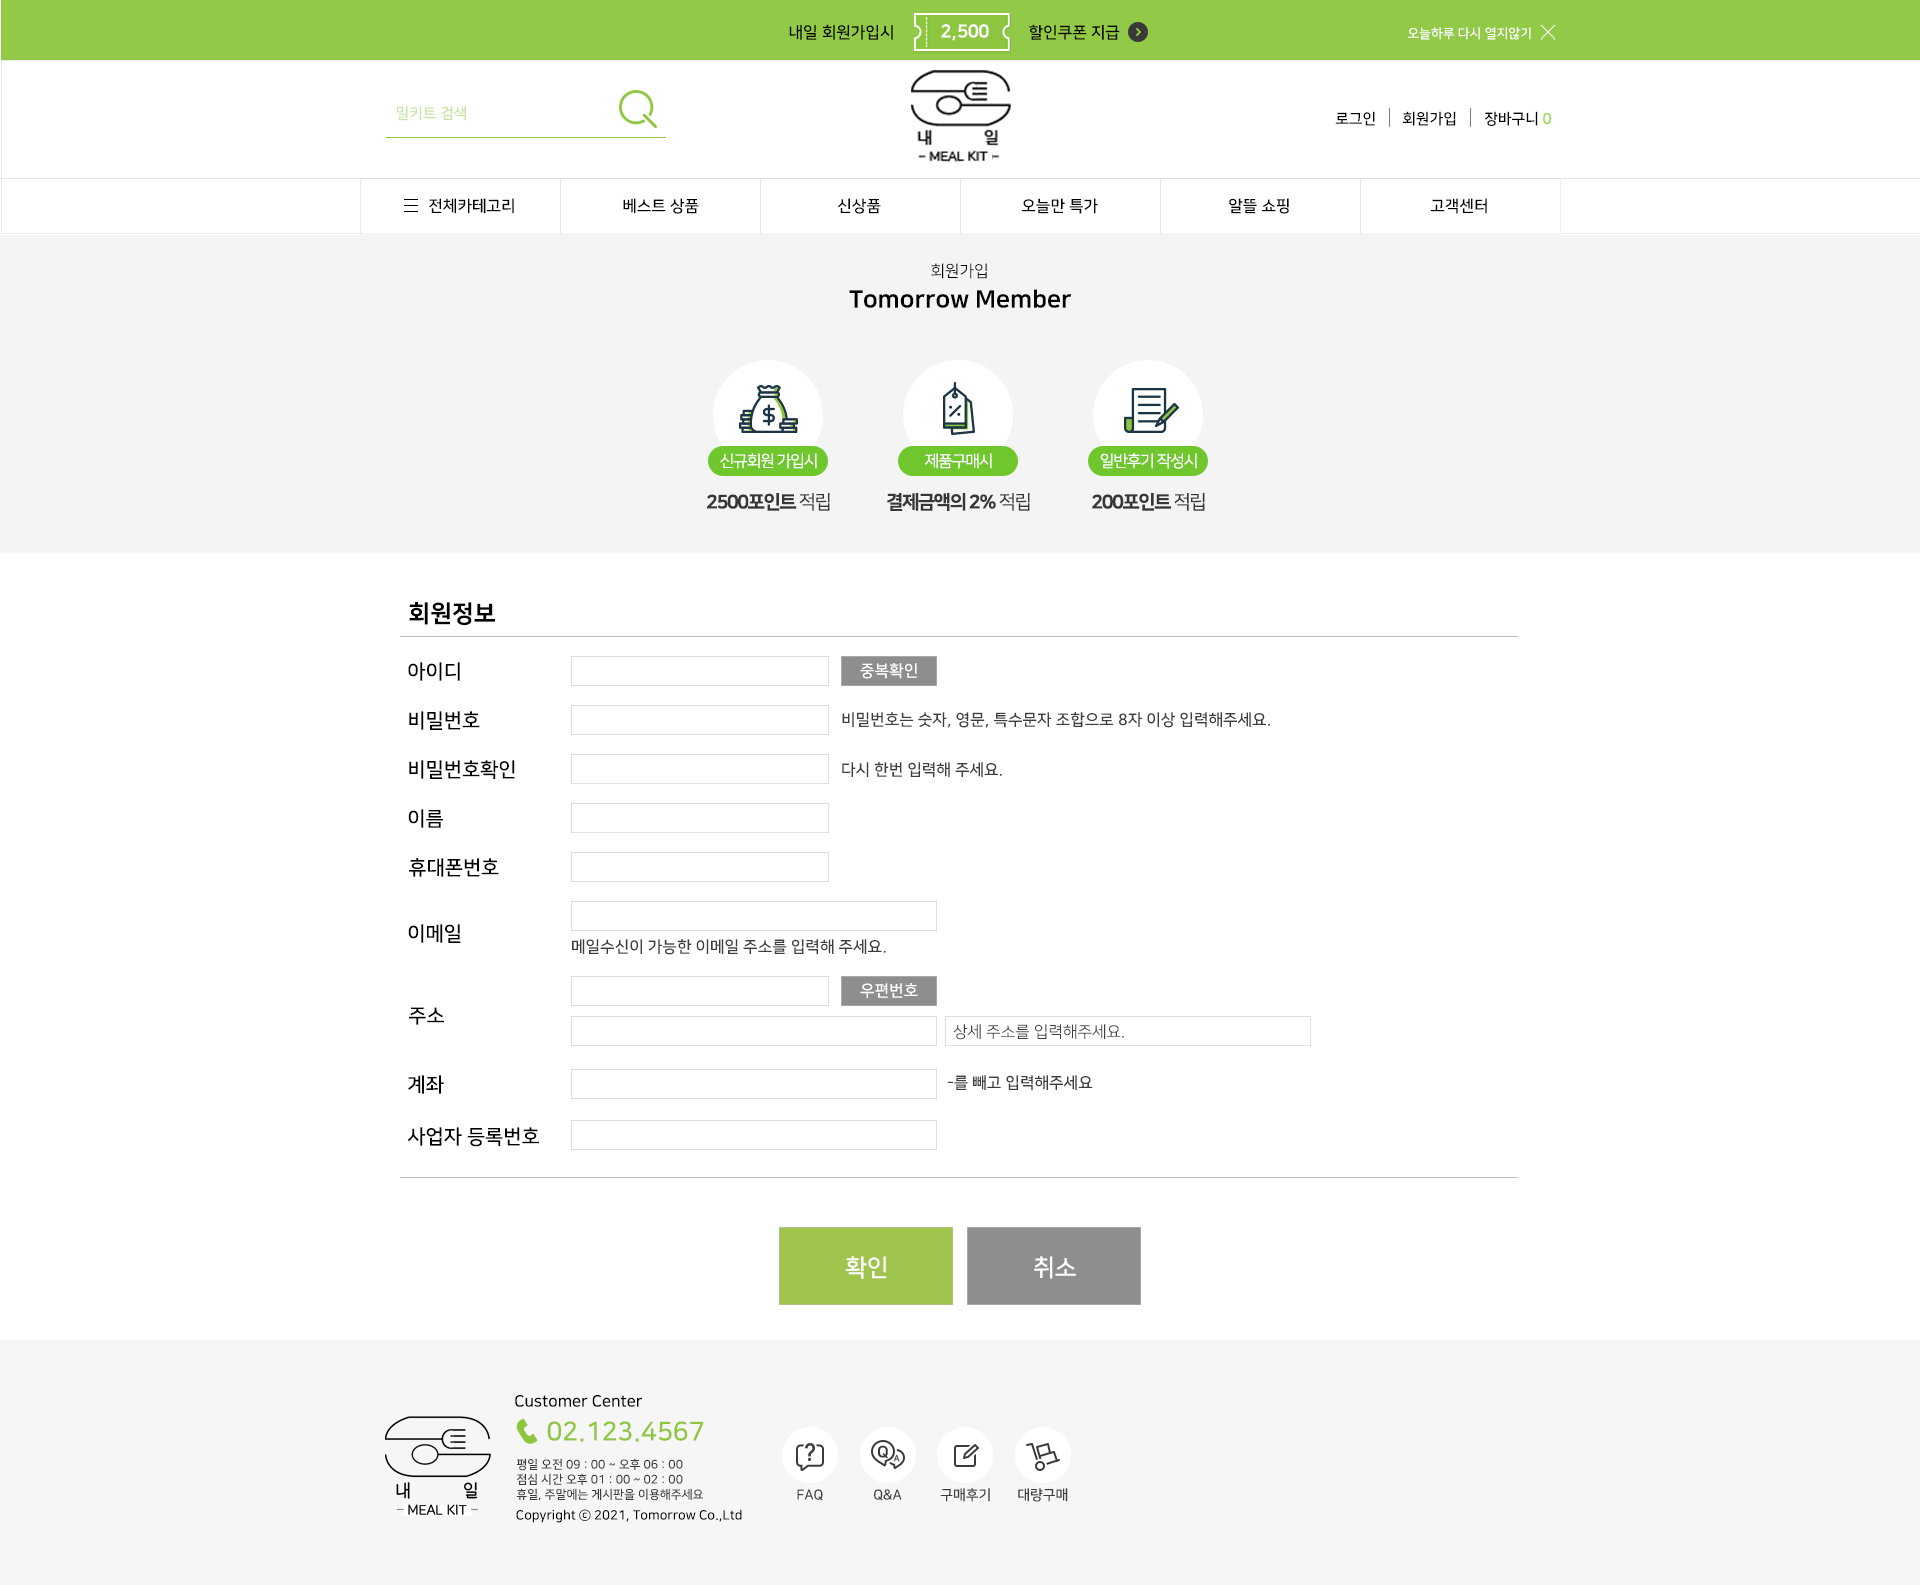 내일 회원가입시 2,500 할인쿠폰 지급
오늘하루 다시 열지않기
밀키트 검색
내 일
- MEAL KIT -
로그인 회원가입 장바구니 0
전체카테고리 베스트 상품 신상품 오늘만 특가 알뜰 쇼핑 고객센터
회원가입
Tomorrow Member
신규회원 가입시 제품구매시 일반후기 작성시
2500포인트 적립 결제금액의 2% 적립 200포인트 적립
회원정보
아이디 중복확인
비밀번호 비밀번호는 숫자, 영문, 특수문자 조합으로 8자 이상 입력해주세요.
비밀번호확인 다시 한번 입력해 주세요.
이름
휴대폰번호
이메일
메일수신이 가능한 이메일 주소를 입력해 주세요.
주소 우편번호
상세 주소를 입력해주세요.
계좌 -를 빼고 입력해주세요
사업자 등록번호
확인 취소
내 일
- MEAL KIT -
Customer Center
02.123.4567
평일 오전 09 : 00 ~ 오후 06 : 00
점심 시간 오후 01 : 00 ~ 02 : 00
휴일, 주말에는 게시판을 이용해주세요
Copyright ⓒ 2021, Tomorrow Co.,Ltd
FAQ Q&A 구매후기 대량구매